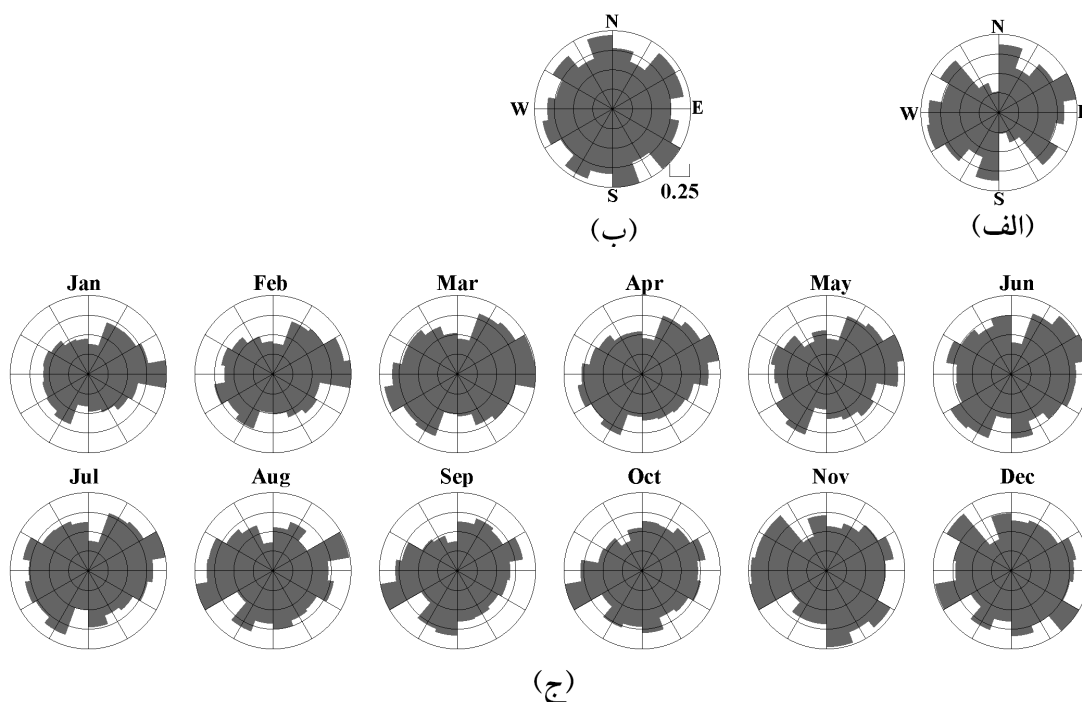 N
N
W
E
W
E
S
0.25
S
(ب)
(الف)
Jan
Feb
Mar
Apr
May
Jun
Jul
Aug
Sep
Oct
Nov
Dec
(ج)